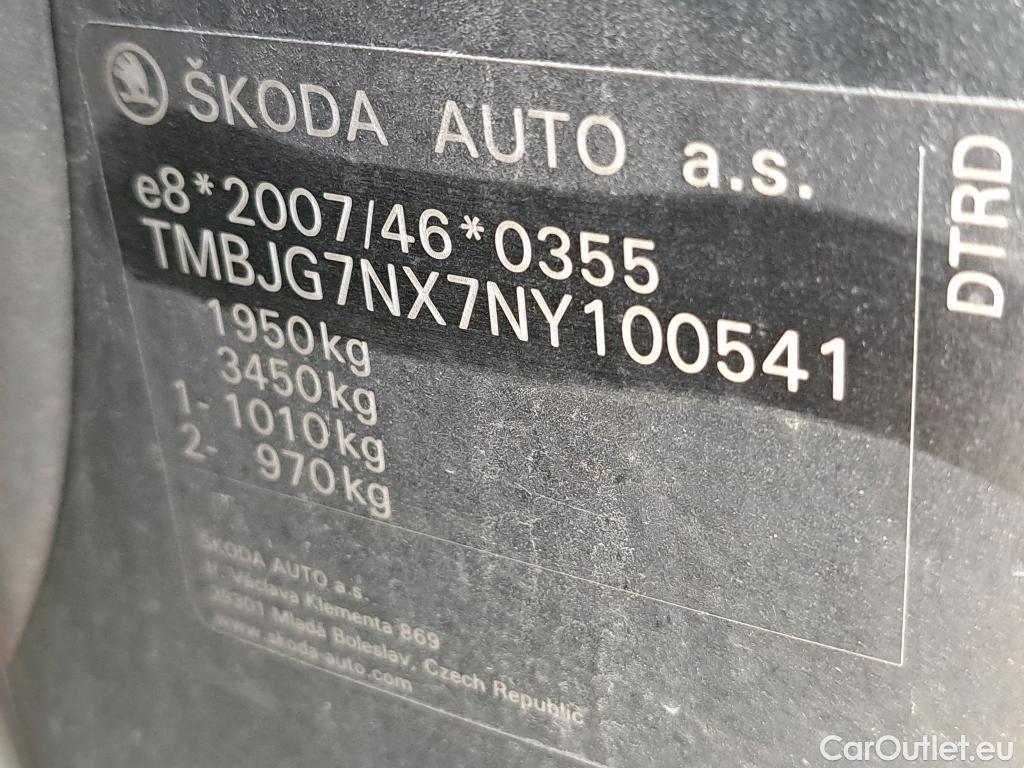 ŠKODA AUTO a.s.
e8*2007/46*0355
TMBJG7NX7NY100541
1950kg
3450kg
1- 1010kg
2- 970kg
DTRD
ŠKODA AUTO a.s.
tř. Václava Klementa 869
29301 Mladá Boleslav, Czech Republic
www.skoda-auto.com
CarOutlet.eu